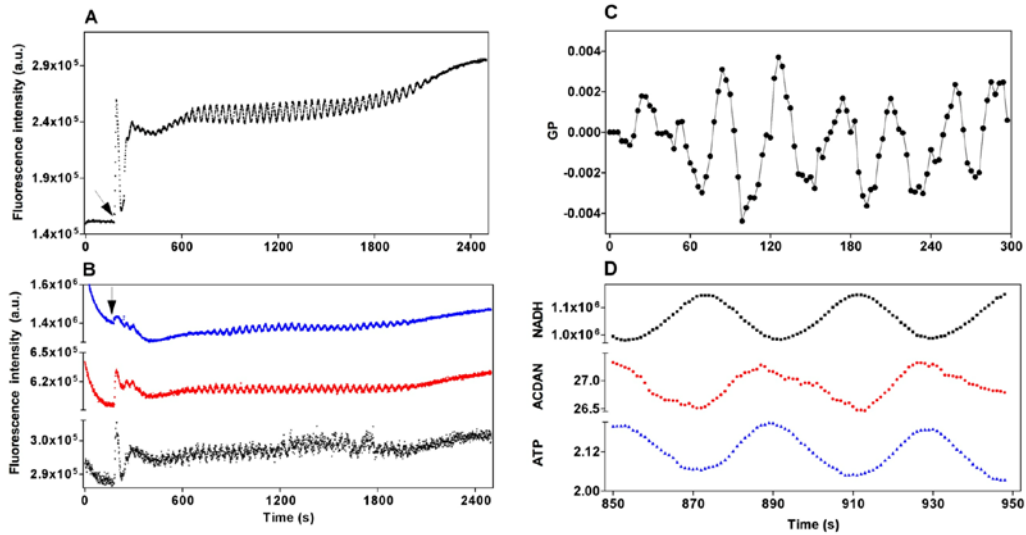 A
Fluorescence intensity (a.u.)
2.9x10⁵
2.4x10⁵
1.9x10⁵
1.4x10⁵
0
600
1200
1800
2400
B
Fluorescence intensity (a.u.)
1.6x10⁶
1.4x10⁶
6.5x10⁵
6.2x10⁵
3.0x10⁵
2.9x10⁵
0
600
1200
1800
2400
Time (s)
C
GP
0.004
0.002
0.000
-0.002
-0.004
0
60
120
180
240
300
D
NADH
1.1x10⁶
1.0x10⁶
ACDAN
27.0
26.5
ATP
2.12
2.00
850
870
890
910
930
950
Time (s)